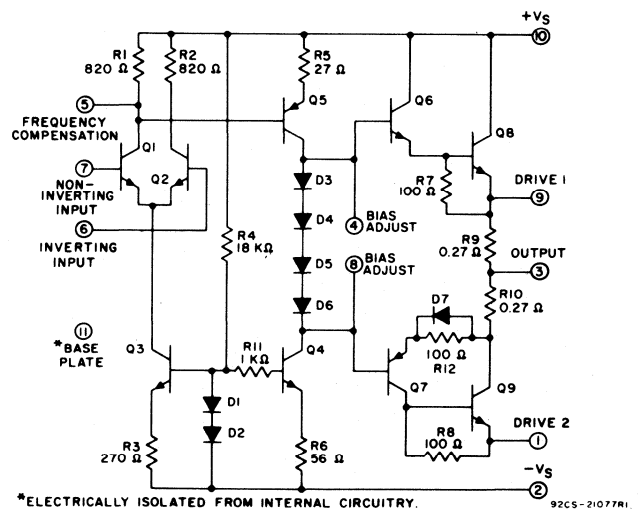 +VS
10
R1
820 Ω
R2
820 Ω
R5
27 Ω
5
FREQUENCY
COMPENSATION
Q5
Q6
Q8
Q1
7
NON-
INVERTING
INPUT
Q2
D3
R7
100 Ω
DRIVE 1
9
6
INVERTING
INPUT
R4
18 KΩ
D4
4
BIAS
ADJUST
R9
0.27 Ω
OUTPUT
3
D5
8
BIAS
ADJUST
R10
0.27 Ω
D6
D7
11
*BASE
PLATE
Q3
R11
1 KΩ
Q4
100 Ω
R12
Q7
Q9
D1
D2
R3
270 Ω
R6
56 Ω
R8
100 Ω
DRIVE 2
1
-VS
2
*ELECTRICALLY ISOLATED FROM INTERNAL CIRCUITRY.
92CS-21077R1